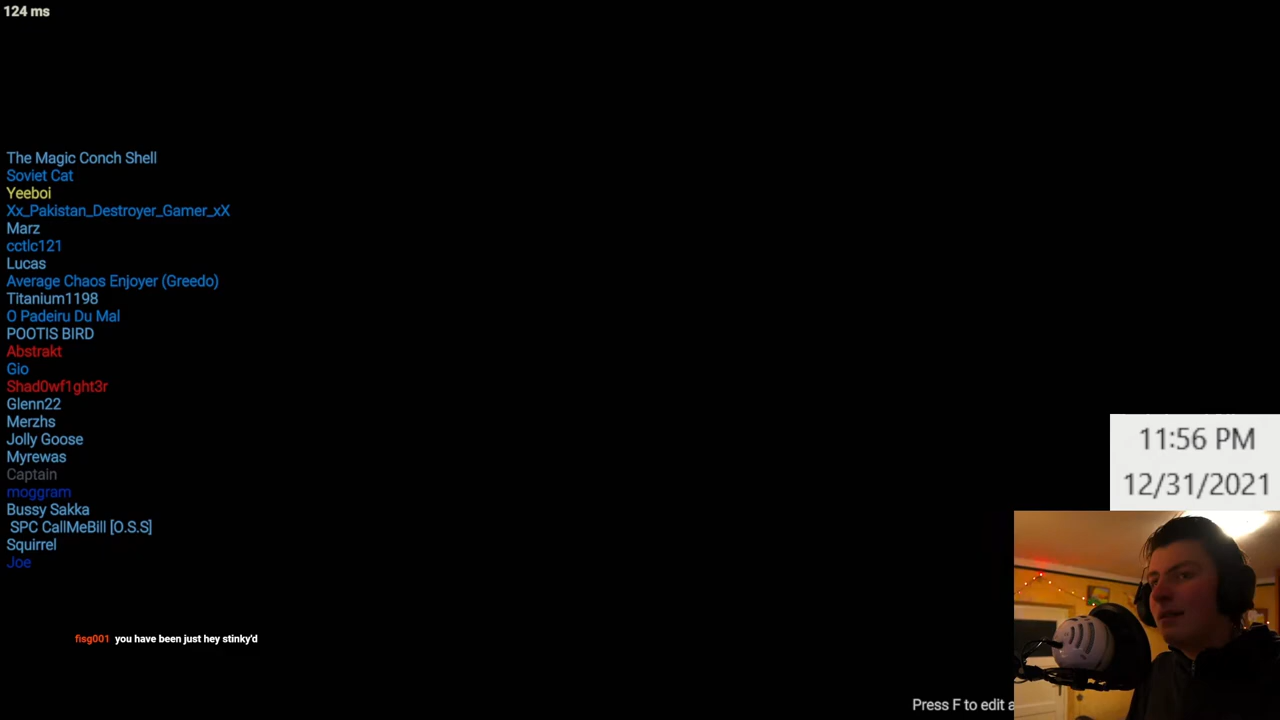 124 ms
The Magic Conch Shell
Soviet Cat
Yeeboi
Xx_Pakistan_Destroyer_Gamer_xX
Marz
cctlc121
Lucas
Average Chaos Enjoyer (Greedo)
Titanium1198
O Padeiru Du Mal
POOTIS BIRD
Abstrakt
Gio
Shad0wf1ght3r
Glenn22
Merzhs
Jolly Goose
Myrewas
Captain
moggram
Bussy Sakka
SPC CallMeBill [O.S.S]
Squirrel
Joe
11:56 PM
12/31/2021
fisg001 you have been just hey stinky'd
Press F to edit a